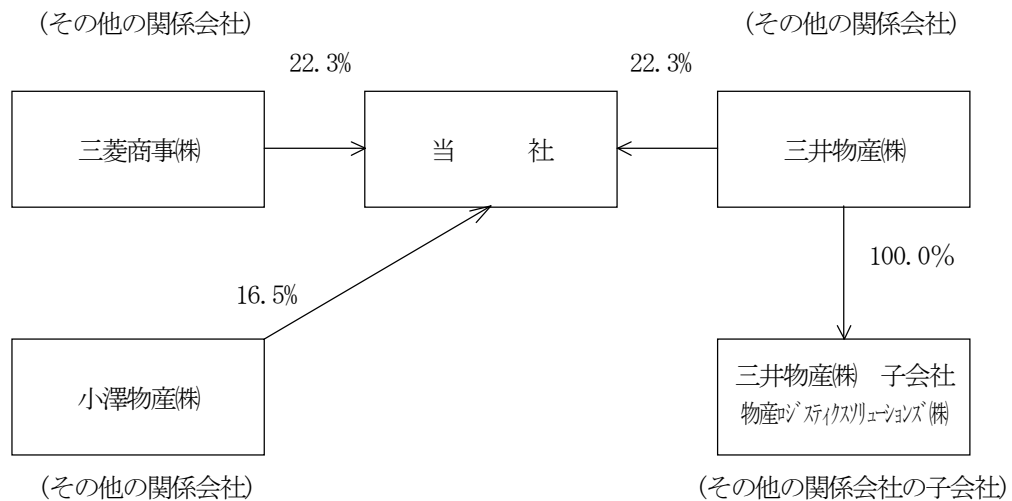 (その他の関係会社)
(その他の関係会社)
22.3%
22.3%
三菱商事㈱
当 社
三井物産㈱
100.0%
16.5%
小澤物産㈱
三井物産㈱ 子会社
物産ﾛｼﾞｽﾃｨｸｽｿﾘｭｰｼｮﾝｽﾞ㈱
(その他の関係会社)
(その他の関係会社の子会社)